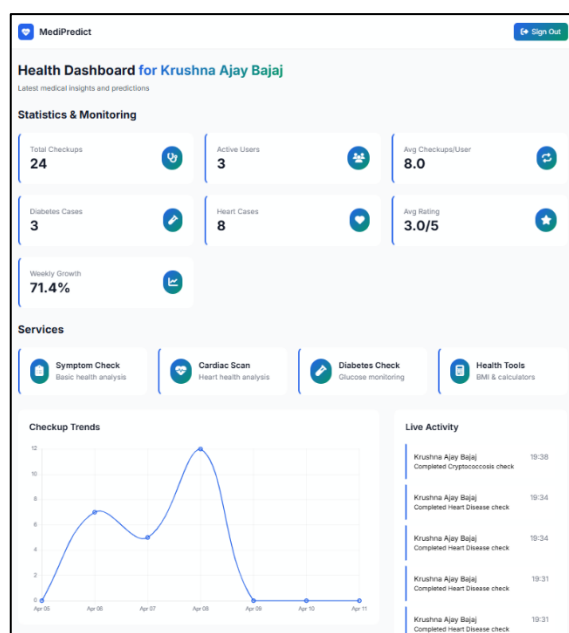 MediPredict
Sign Out
Health Dashboard for Krushna Ajay Bajaj
Latest medical insights and predictions
Statistics & Monitoring
Total Checkups
24
Active Users
3
Avg Checkups/User
8.0
Diabetes Cases
3
Heart Cases
8
Avg Rating
3.0/5
Weekly Growth
71.4%
Services
Symptom Check
Basic health analysis
Cardiac Scan
Heart health analysis
Diabetes Check
Glucose monitoring
Health Tools
BMI & calculators
Checkup Trends
12
10
8
6
4
2
0
Apr 05
Apr 06
Apr 07
Apr 08
Apr 09
Apr 10
Apr 11
Live Activity
Krushna Ajay Bajaj
19:38
Completed Cryptococcosis check
Krushna Ajay Bajaj
19:34
Completed Heart Disease check
Krushna Ajay Bajaj
19:34
Completed Heart Disease check
Krushna Ajay Bajaj
19:31
Completed Heart Disease check
Krushna Ajay Bajaj
19:31
Completed Heart Disease check